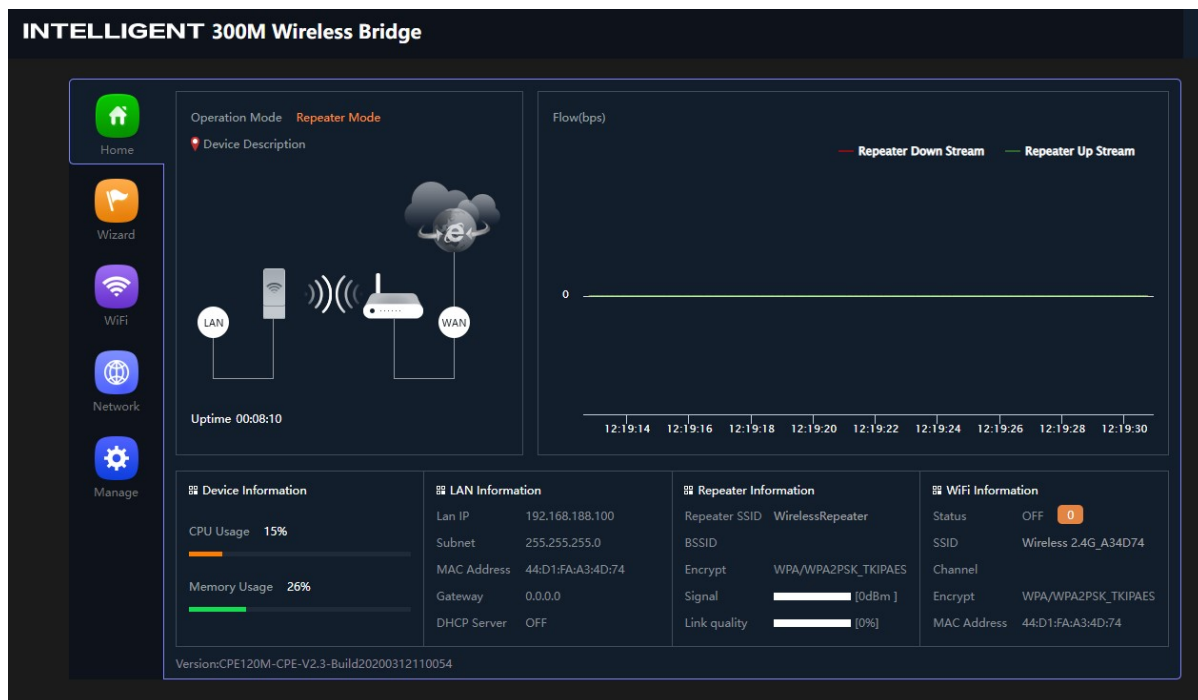 INTELLIGENT 300M Wireless Bridge
Home
Wizard
WiFi
Network
Manage
Operation Mode Repeater Mode
Device Description
LAN
WAN
Uptime 00:08:10
Flow(bps)
Repeater Down Stream Repeater Up Stream
0
12:19:14 12:19:16 12:19:18 12:19:20 12:19:22 12:19:24 12:19:26 12:19:28 12:19:30
Device Information
CPU Usage 15%
Memory Usage 26%
LAN Information
Lan IP 192.168.188.100
Subnet 255.255.255.0
MAC Address 44:D1:FA:A3:4D:74
Gateway 0.0.0.0
DHCP Server OFF
Repeater Information
Repeater SSID WirelessRepeater
BSSID
Encrypt WPA/WPA2PSK_TKIPAES
Signal [0dBm ]
Link quality [0%]
WiFi Information
Status OFF 0
SSID Wireless 2.4G_A34D74
Channel
Encrypt WPA/WPA2PSK_TKIPAES
MAC Address 44:D1:FA:A3:4D:74
Version:CPE120M-CPE-V2.3-Build20200312110054